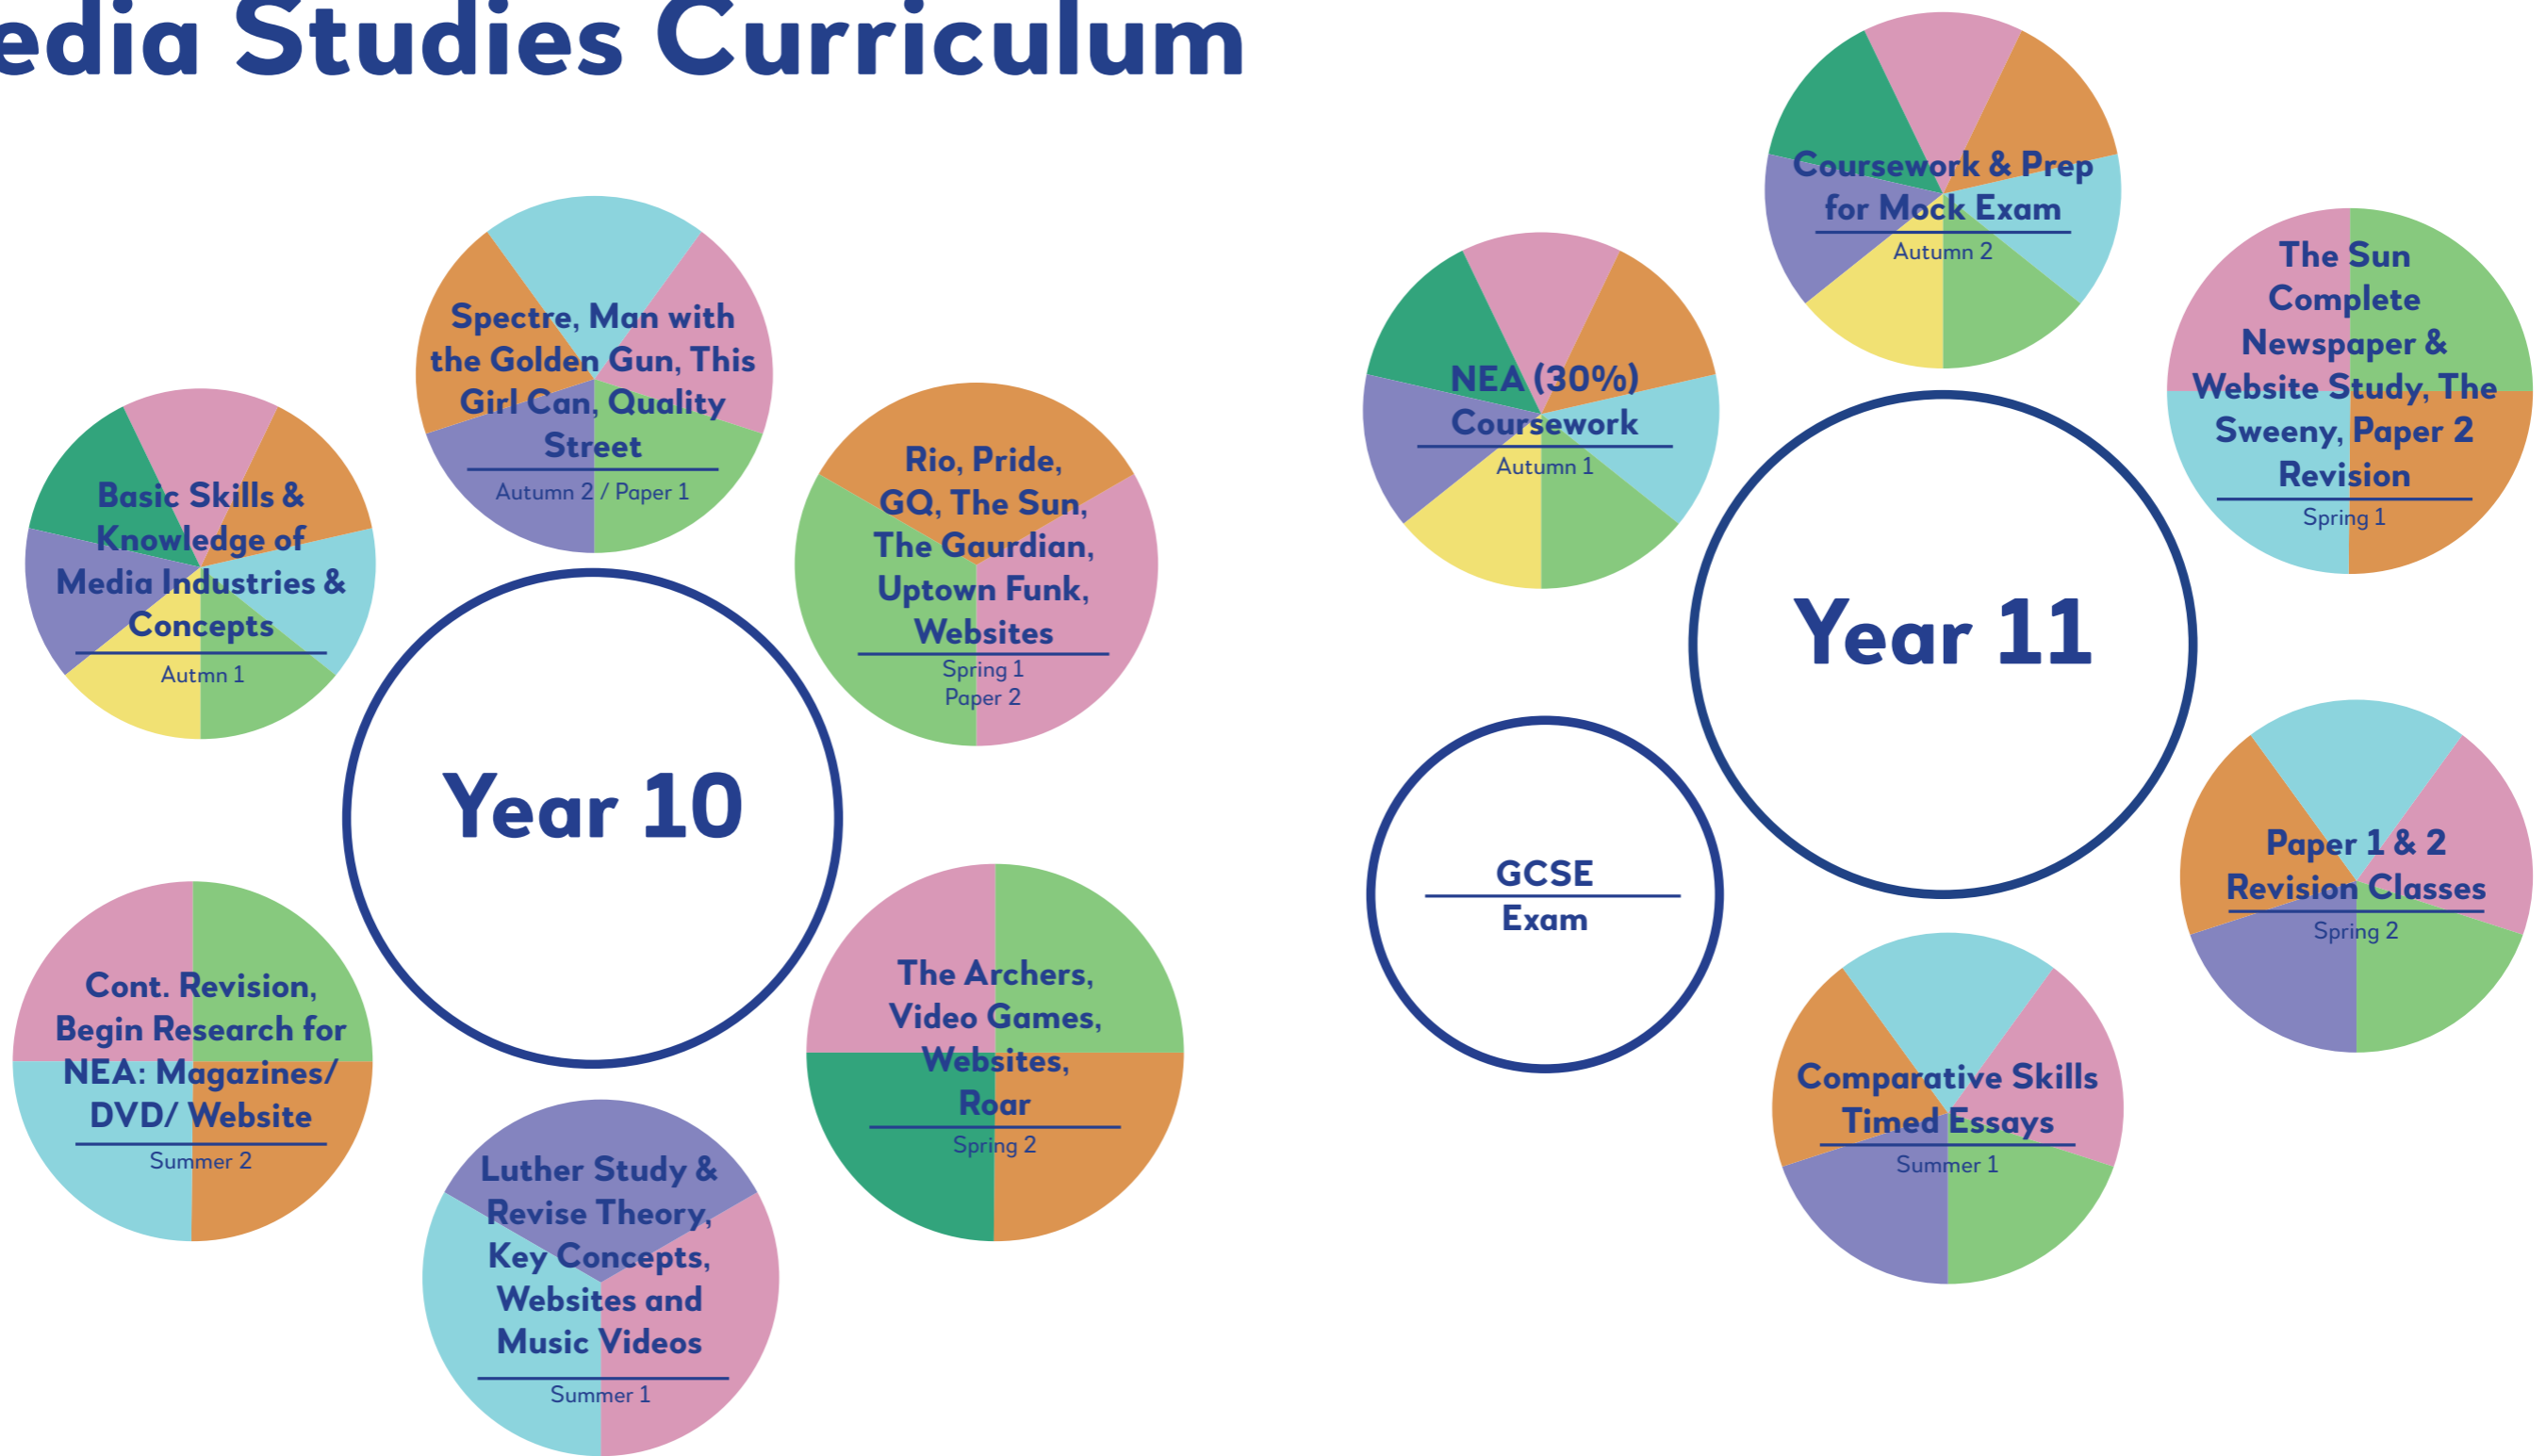 edia Studies Curriculum
Basic Skills &
Knowledge of
Media Industries &
Concepts
Autmn 1
Spectre, Man with
the Golden Gun, This
Girl Can, Quality
Street
Autumn 2 / Paper 1
Rio, Pride,
GQ, The Sun,
The Gaurdian,
Uptown Funk,
Websites
Spring 1
Paper 2
Year 10
The Archers,
Video Games,
Websites,
Roar
Spring 2
Luther Study &
Revise Theory,
Key Concepts,
Websites and
Music Videos
Summer 1
Cont. Revision,
Begin Research for
NEA: Magazines/
DVD/ Website
Summer 2
NEA (30%)
Coursework
Autumn 1
Coursework & Prep
for Mock Exam
Autumn 2
The Sun
Complete
Newspaper &
Website Study, The
Sweeny, Paper 2
Revision
Spring 1
Year 11
Paper 1 & 2
Revision Classes
Spring 2
Comparative Skills
Timed Essays
Summer 1
GCSE
Exam